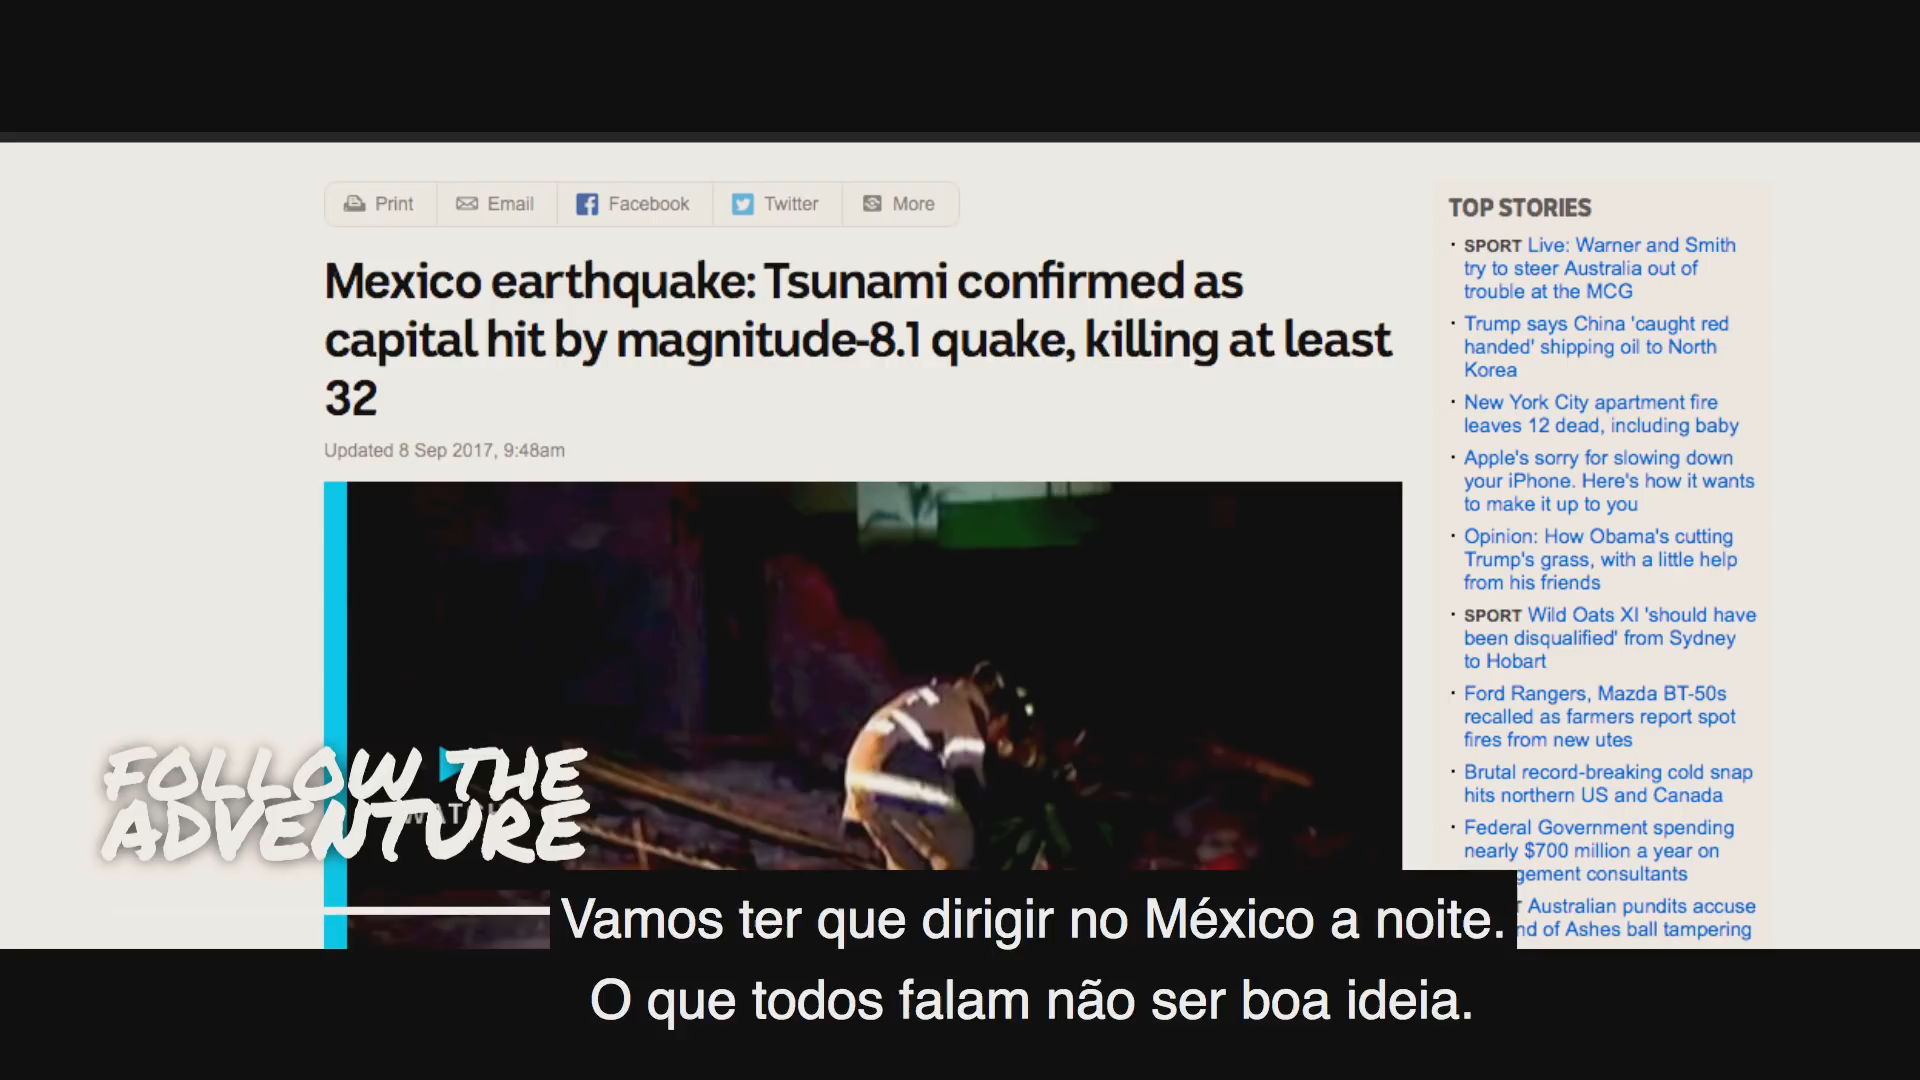 Print
Email
Facebook
Twitter
More
Mexico earthquake: Tsunami confirmed as
capital hit by magnitude-8.1 quake, killing at least
32
Updated 8 Sep 2017, 9:48am
TOP STORIES
SPORT Live: Warner and Smith
try to steer Australia out of
trouble at the MCG
Trump says China 'caught red
handed' shipping oil to North
Korea
New York City apartment fire
leaves 12 dead, including baby
Apple's sorry for slowing down
your iPhone. Here's how it wants
to make it up to you
Opinion: How Obama's cutting
Trump's grass, with a little help
from his friends
SPORT Wild Oats XI 'should have
been disqualified' from Sydney
to Hobart
Ford Rangers, Mazda BT-50s
recalled as farmers report spot
fires from new utes
Brutal record-breaking cold snap
hits northern US and Canada
Federal Government spending
nearly $700 million a year on
gement consultants
Australian pundits accuse
nd of Ashes ball tampering
FOLLOW THE
ADVENTURE
Vamos ter que dirigir no México a noite.
O que todos falam não ser boa ideia.